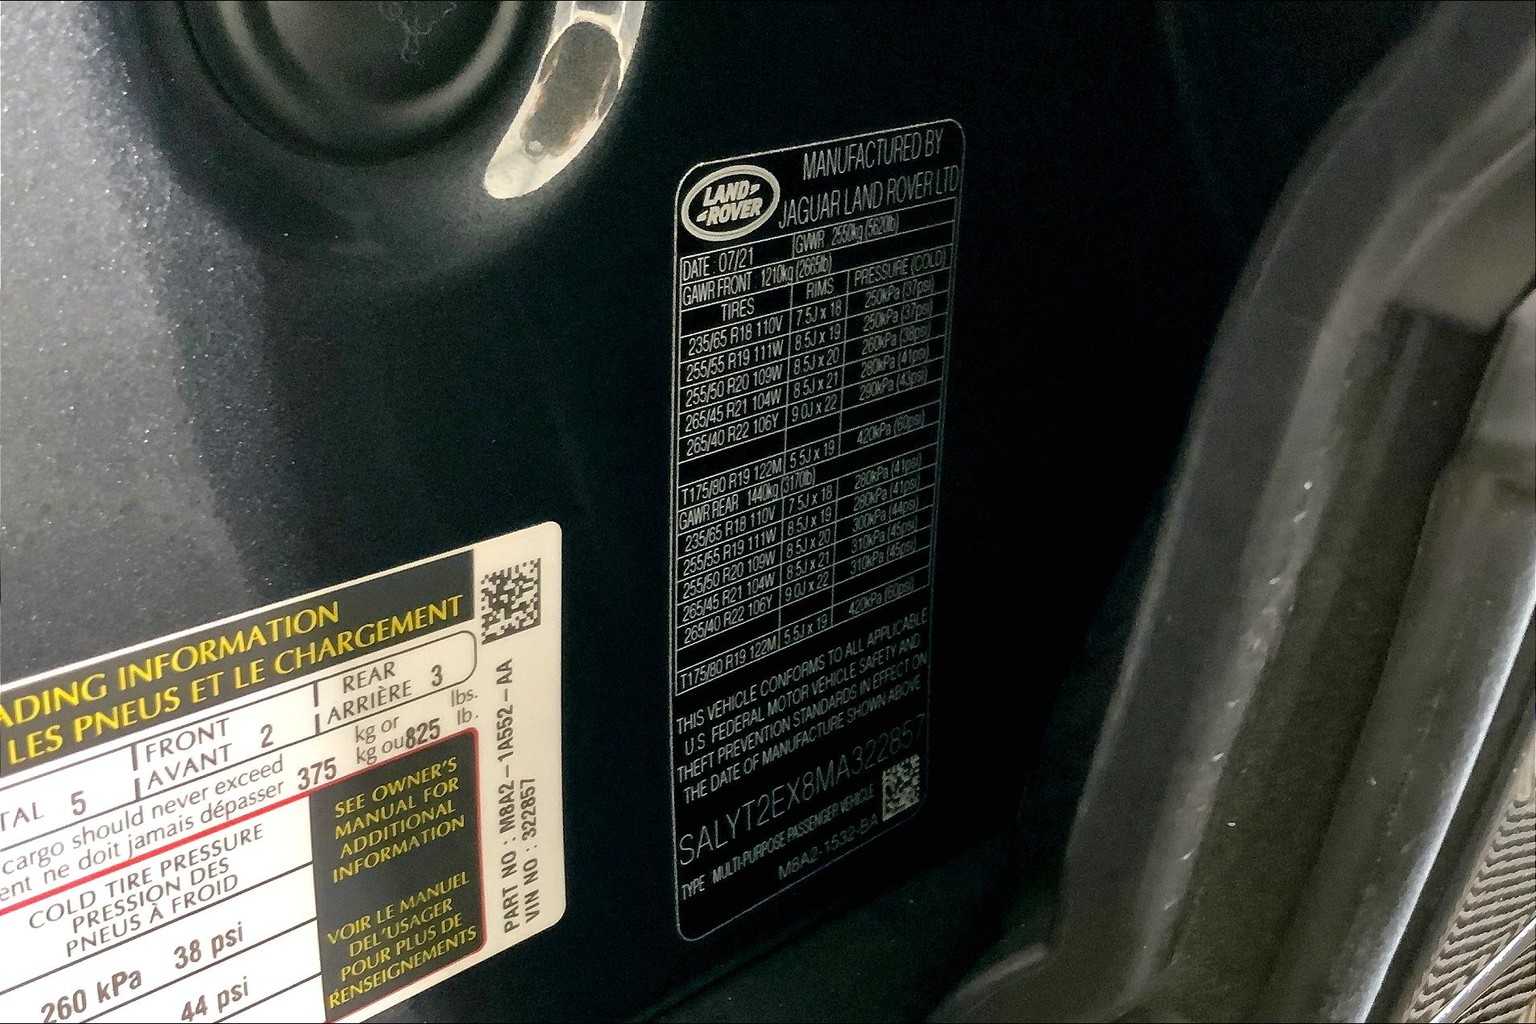 LAND
ROVER
MANUFACTURED BY
JAGUAR LAND ROVER LTD
DATE 07/21 GVWR 2550kg (5620lb)
GAWR FRONT 1210kg (2665lb)
TIRES RIMS PRESSURE (COLD)
235/65 R18 110V 7.5J x 18 250kPa (37psi)
255/55 R19 111W 8.5J x 19 250kPa (37psi)
255/50 R20 109W 8.5J x 20 260kPa (38psi)
265/45 R21 104W 8.5J x 21 280kPa (41psi)
265/40 R22 106Y 9.0J x 22 290kPa (43psi)
T175/80 R19 122M 5.5J x 19 420kPa (60psi)
GAWR REAR 1440kg (3170lb)
235/65 R18 110V 7.5J x 18 280kPa (41psi)
255/55 R19 111W 8.5J x 19 280kPa (41psi)
255/50 R20 109W 8.5J x 20 300kPa (44psi)
265/45 R21 104W 8.5J x 21 310kPa (45psi)
265/40 R22 106Y 9.0J x 22 310kPa (45psi)
T175/80 R19 122M 5.5J x 19 420kPa (60psi)
THIS VEHICLE CONFORMS TO ALL APPLICABLE
U.S. FEDERAL MOTOR VEHICLE SAFETY AND
THEFT PREVENTION STANDARDS IN EFFECT ON
THE DATE OF MANUFACTURE SHOWN ABOVE
SALYT2EX8MA322857
TYPE MULTI-PURPOSE PASSENGER VEHICLE
M8A2-1532-BA
ADING INFORMATION
LES PNEUS ET LE CHARGEMENT
TAL 5 FRONT AVANT 2 REAR ARRIÈRE 3
cargo should never exceed 375 kg or 825 lbs.
ent ne doit jamais dépasser kg ou lb.
COLD TIRE PRESSURE
PRESSION DES
PNEUS À FROID
260 kPa 38 psi
44 psi
SEE OWNER'S
MANUAL FOR
ADDITIONAL
INFORMATION
VOIR LE MANUEL
DEL'USAGER
POUR PLUS DE
RENSEIGNEMENTS
PART NO : M8A2-1A552-AA
VIN NO : 322857